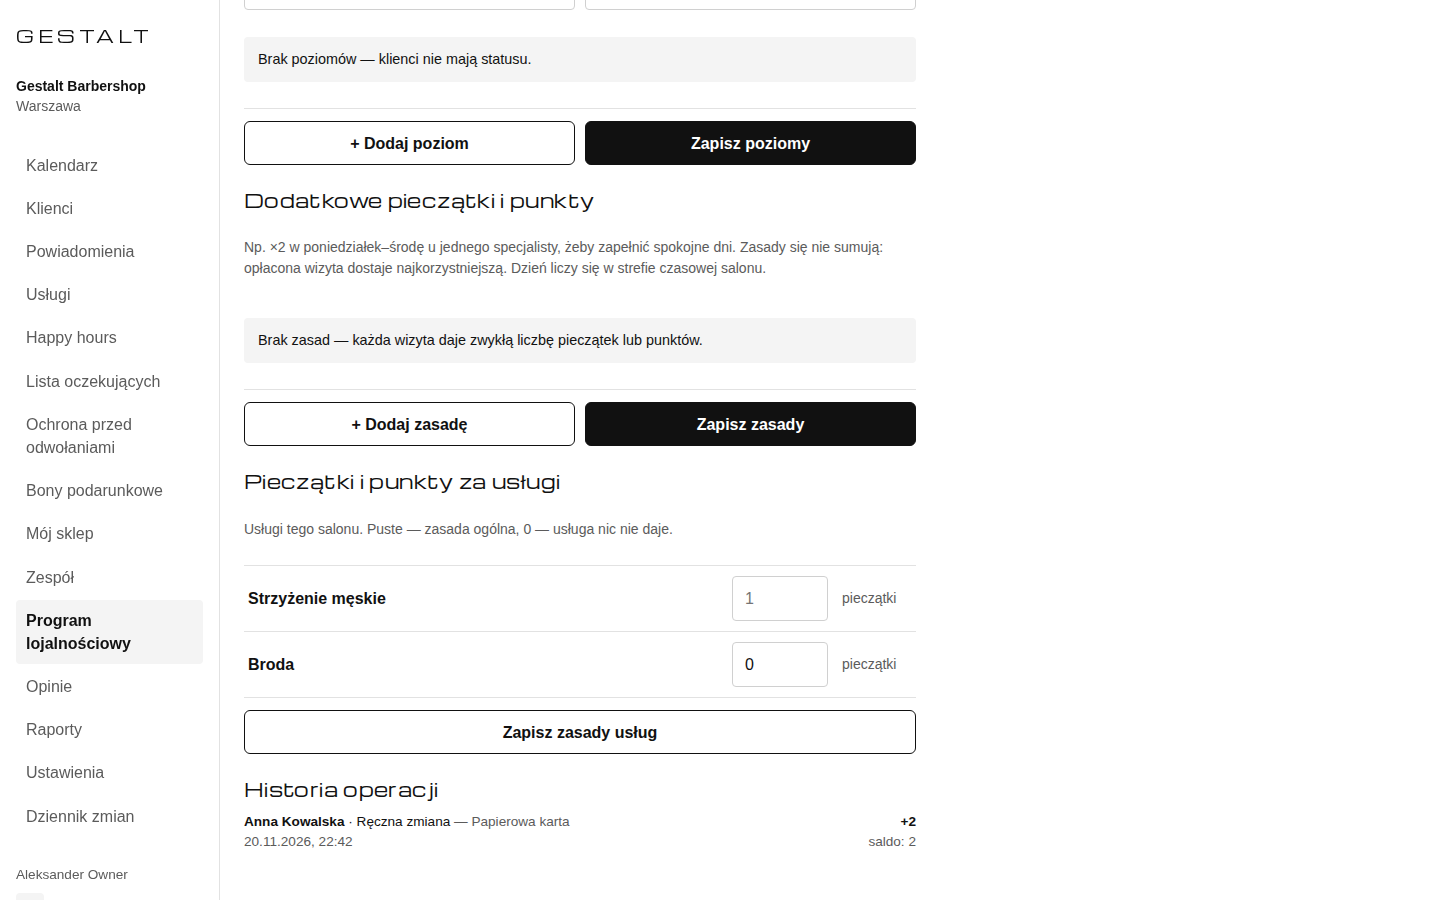 GESTALT
Gestalt Barbershop
Warszawa
Kalendarz
Klienci
Powiadomienia
Usługi
Happy hours
Lista oczekujących
Ochrona przed
odwołaniami
Bony podarunkowe
Mój sklep
Zespół
Program
lojalnościowy
Opinie
Raporty
Ustawienia
Dziennik zmian
Aleksander Owner
Brak poziomów — klienci nie mają statusu.
+ Dodaj poziom
Zapisz poziomy
Dodatkowe pieczątki i punkty
Np. ×2 w poniedziałek–środę u jednego specjalisty, żeby zapełnić spokojne dni. Zasady się nie sumują:
opłacona wizyta dostaje najkorzystniejszą. Dzień liczy się w strefie czasowej salonu.
Brak zasad — każda wizyta daje zwykłą liczbę pieczątek lub punktów.
+ Dodaj zasadę
Zapisz zasady
Pieczątki i punkty za usługi
Usługi tego salonu. Puste — zasada ogólna, 0 — usługa nic nie daje.
Strzyżenie męskie 1 pieczątki
Broda 0 pieczątki
Zapisz zasady usług
Historia operacji
Anna Kowalska · Ręczna zmiana — Papierowa karta +2
20.11.2026, 22:42 saldo: 2